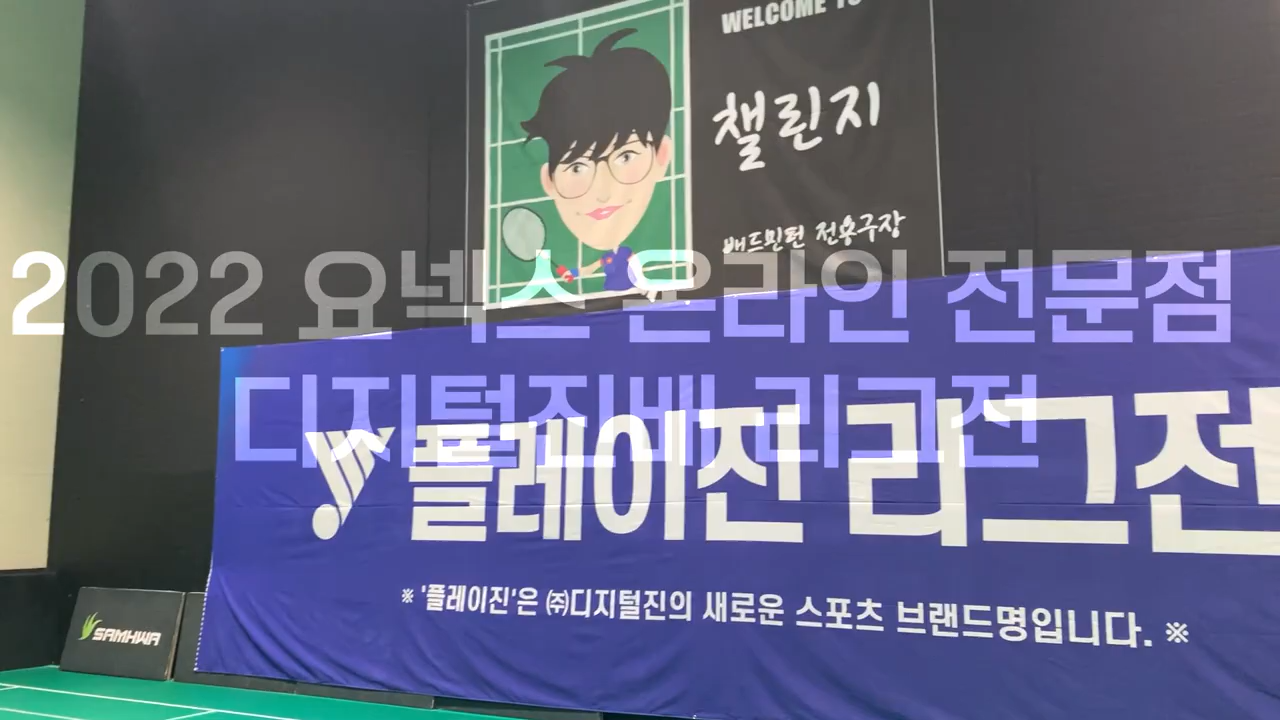 WELCOME TO
챌린지
배드민턴 전용구장
2022 요넥스 온라인 전문점
디지털진배 리그전
플레이진 리그전
※ '플레이진'은 ㈜디지털진의 새로운 스포츠 브랜드명입니다. ※
SAMHWA